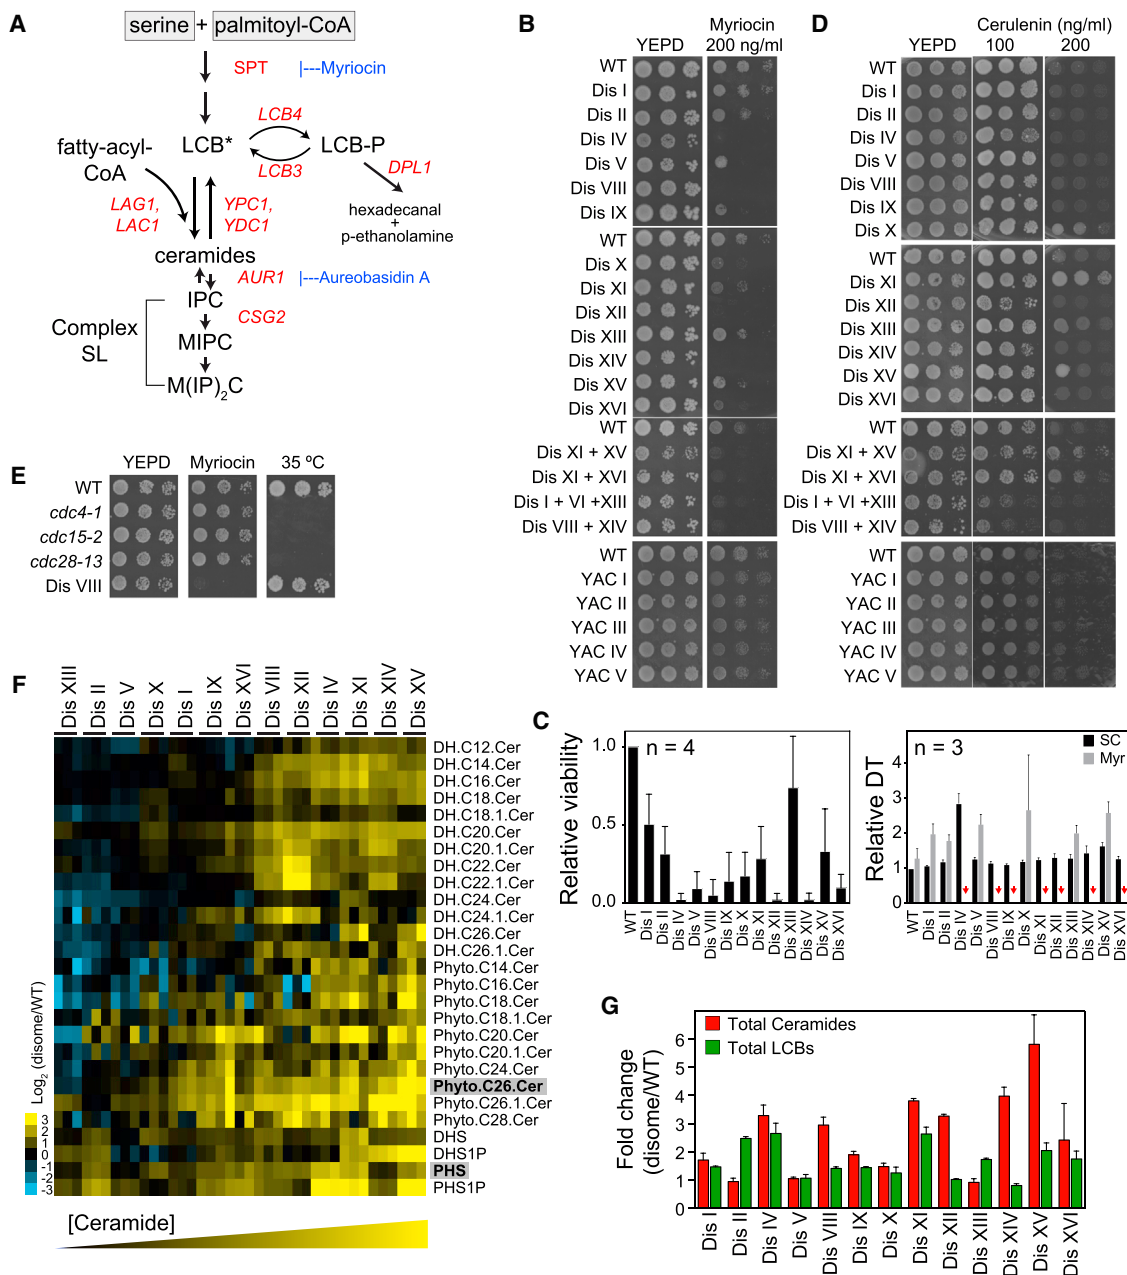 A
serine + palmitoyl-CoA
SPT |---Myriocin
LCB4
LCB* LCB-P
LCB3
DPL1
fatty-acyl-
CoA
LAG1,
LAC1
YPC1,
YDC1
hexadecanal
+
p-ethanolamine
ceramides
AUR1 |---Aureobasidin A
IPC
CSG2
Complex
SL
MIPC
M(IP)2C
B
YEPD
Myriocin
200 ng/ml
WT
Dis I
Dis II
Dis IV
Dis V
Dis VIII
Dis IX
WT
Dis X
Dis XI
Dis XII
Dis XIII
Dis XIV
Dis XV
Dis XVI
WT
Dis XI + XV
Dis XI + XVI
Dis I + VI +XIII
Dis VIII + XIV
WT
YAC I
YAC II
YAC III
YAC IV
YAC V
D
Cerulenin (ng/ml)
YEPD 100 200
WT
Dis I
Dis II
Dis IV
Dis V
Dis VIII
Dis IX
Dis X
WT
Dis XI
Dis XII
Dis XIII
Dis XIV
Dis XV
Dis XVI
WT
Dis XI + XV
Dis XI + XVI
Dis I + VI +XIII
Dis VIII + XIV
WT
YAC I
YAC II
YAC III
YAC IV
YAC V
E
YEPD Myriocin 35 ºC
WT
cdc4-1
cdc15-2
cdc28-13
Dis VIII
F
Dis XIII
Dis II
Dis V
Dis X
Dis I
Dis IX
Dis XVI
Dis VIII
Dis XII
Dis IV
Dis XI
Dis XIV
Dis XV
DH.C12.Cer
DH.C14.Cer
DH.C16.Cer
DH.C18.Cer
DH.C18.1.Cer
DH.C20.Cer
DH.C20.1.Cer
DH.C22.Cer
DH.C22.1.Cer
DH.C24.Cer
DH.C24.1.Cer
DH.C26.Cer
DH.C26.1.Cer
Phyto.C14.Cer
Phyto.C16.Cer
Phyto.C18.Cer
Phyto.C18.1.Cer
Phyto.C20.Cer
Phyto.C20.1.Cer
Phyto.C24.Cer
Phyto.C26.Cer
Phyto.C26.1.Cer
Phyto.C28.Cer
DHS
DHS1P
PHS
PHS1P
Log2 (disome/WT)
3
2
1
0
-1
-2
-3
[Ceramide]
C
Relative viability
n = 4
1.0
0.5
0
WT
Dis I
Dis II
Dis IV
Dis V
Dis VIII
Dis IX
Dis X
Dis XI
Dis XII
Dis XIII
Dis XIV
Dis XV
Dis XVI
Relative DT
n = 3
SC
Myr
4
3
2
1
0
WT
Dis I
Dis II
Dis IV
Dis V
Dis VIII
Dis IX
Dis X
Dis XI
Dis XII
Dis XIII
Dis XIV
Dis XV
Dis XVI
G
Total Ceramides
Total LCBs
Fold change
(disome/WT)
6
5
4
3
2
1
0
Dis I
Dis II
Dis IV
Dis V
Dis VIII
Dis IX
Dis X
Dis XI
Dis XII
Dis XIII
Dis XIV
Dis XV
Dis XVI